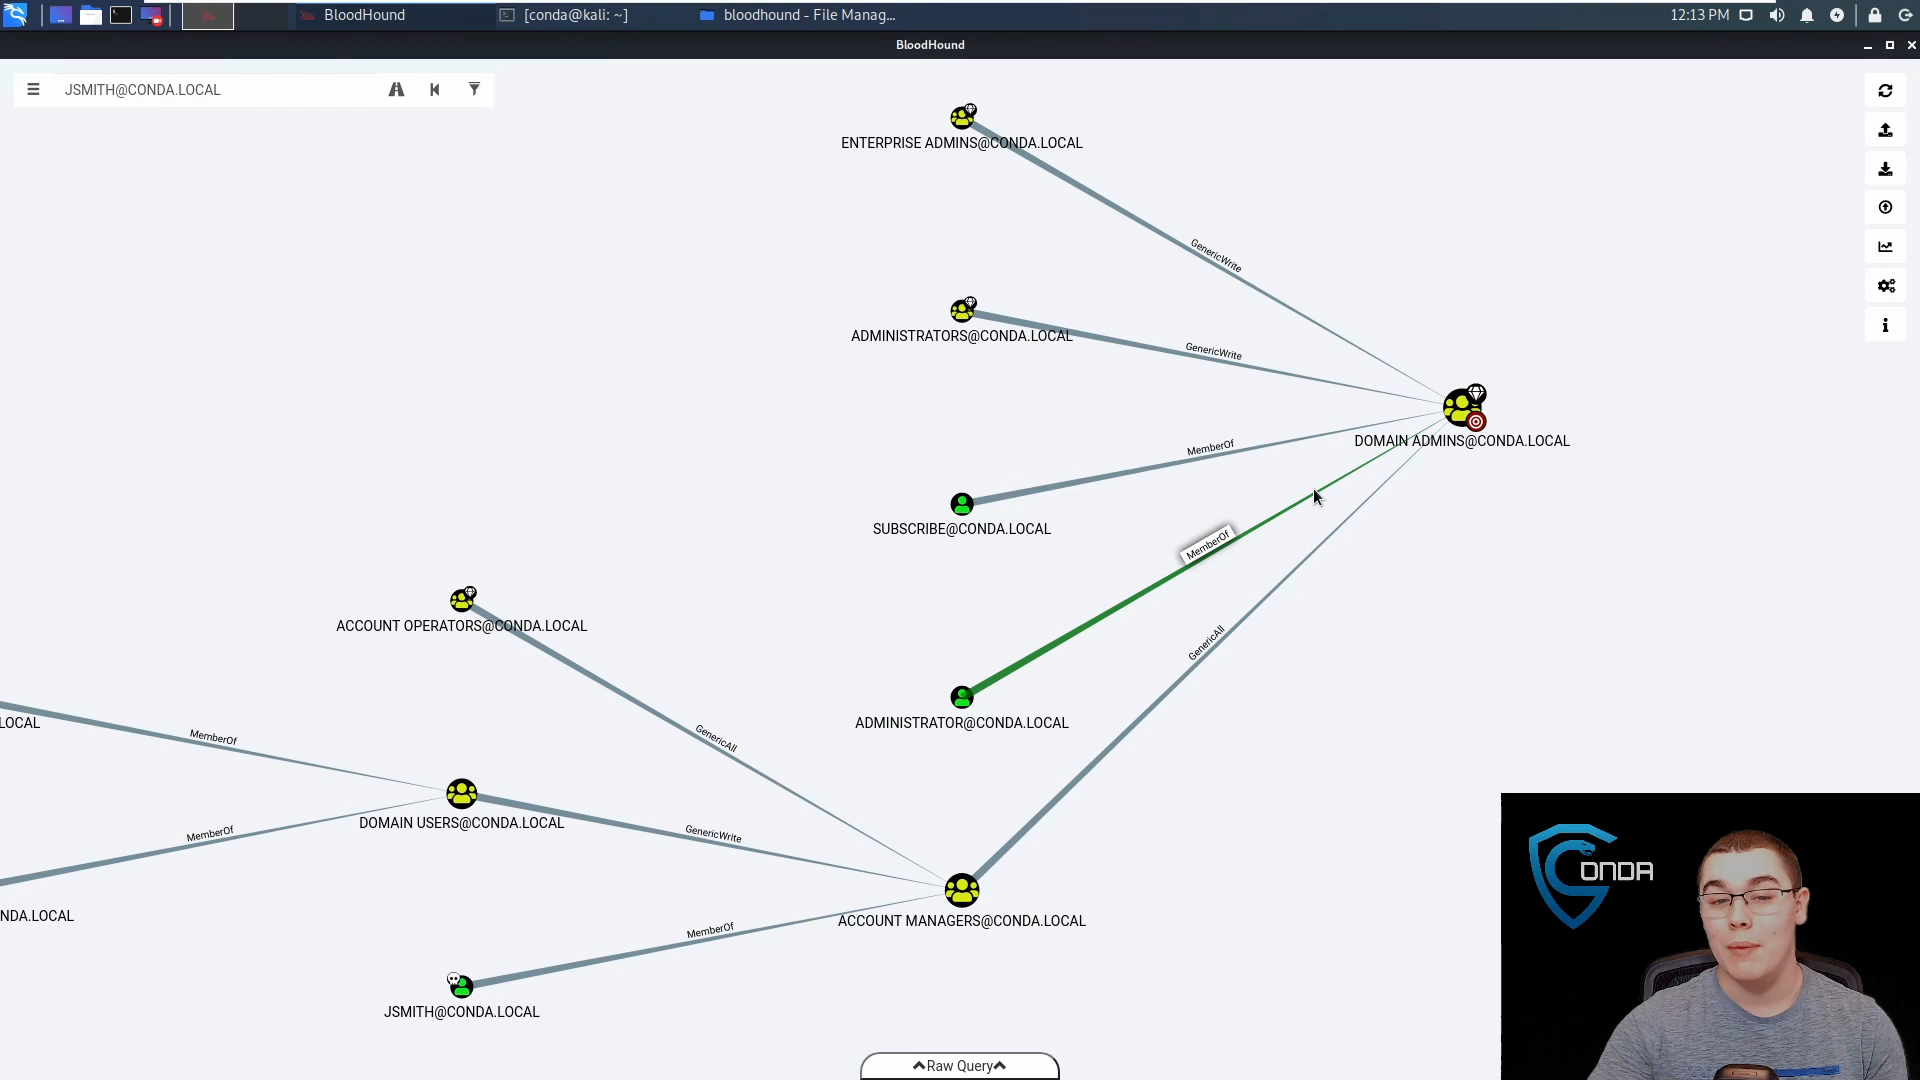 BloodHound
[conda@kali: ~]
bloodhound - File Manag...
12:13 PM
BloodHound
JSMITH@CONDA.LOCAL
ENTERPRISE ADMINS@CONDA.LOCAL
GenericWrite
ADMINISTRATORS@CONDA.LOCAL
GenericWrite
DOMAIN ADMINS@CONDA.LOCAL
MemberOf
SUBSCRIBE@CONDA.LOCAL
MemberOf
ACCOUNT OPERATORS@CONDA.LOCAL
GenericAll
ADMINISTRATOR@CONDA.LOCAL
LOCAL
MemberOf
GenericAll
DOMAIN USERS@CONDA.LOCAL
MemberOf
GenericWrite
NDA.LOCAL
ACCOUNT MANAGERS@CONDA.LOCAL
MemberOf
JSMITH@CONDA.LOCAL
Raw Query
CONDA